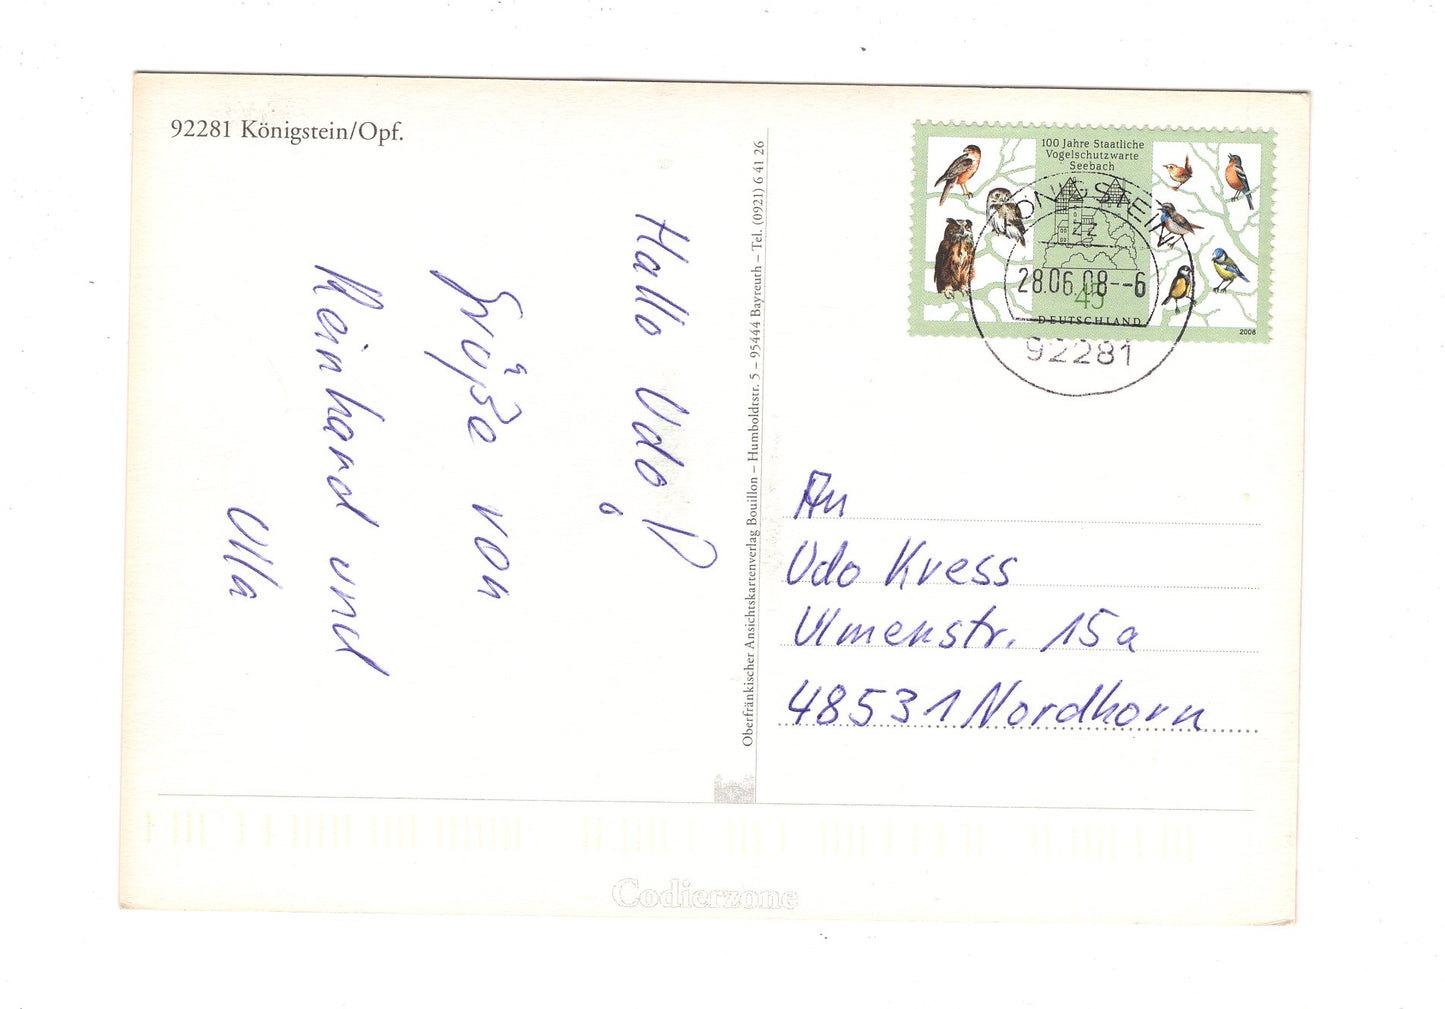 92281 Königstein/Opf.
Hallo Udo!
Grüße von
Reinhard und
Ulla
Oberfränkischer Ansichtskartenverlag Bouillon – Humboldtstr. 5 – 95444 Bayreuth – Tel. (0921) 6 41 26
100 Jahre Staatliche
Vogelschutzwarte
Seebach
45
DEUTSCHLAND
2008
KÖNIGSTEIN
zz
28.06.08--6
92281
An
Udo Kress
Ulmenstr. 15a
48531 Nordhorn
Codierzone